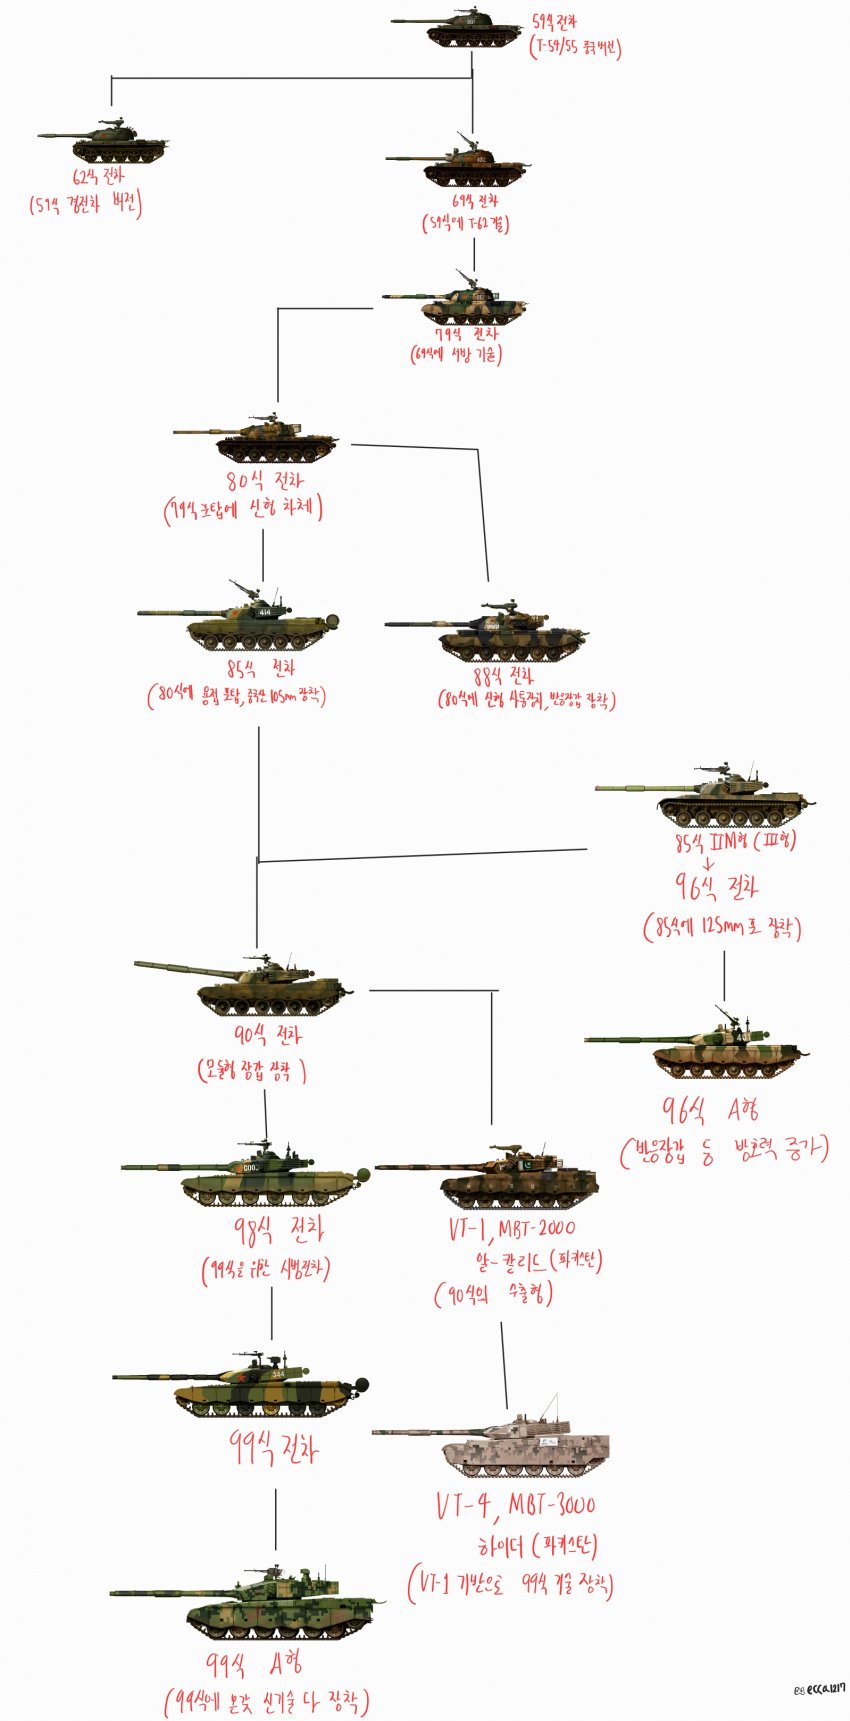 59식 전차
(T-54/55 중국버전)
62식 전차
(59식 경전차 버전)
69식 전차
(59식에 T-62 기술)
79식 전차
(69식에 서방 기술)
80식 전차
(79식 포탑에 신형 차체)
414
85식 전차
(80식에 용접 포탑, 중국산 105mm 장착)
88식 전차
(80식에 신형 사통장치, 반응장갑 장착)
85식 IIM형 (III형)
↓
96식 전차
(85식에 125mm 포 장착)
90식 전차
(모듈형 장갑 장착)
96식 A형
(반응장갑 등 방호력 증가)
98식 전차
(99식을 위한 시범전차)
VT-1, MBT-2000
알-칼리드 (파키스탄)
(90식의 수출형)
344
99식 전차
VT-4, MBT-3000
하이더 (파키스탄)
(VT-1 기반으로 99식 기술 장착)
99식 A형
(99식에 온갖 신기술 다 장착)
ecca1217